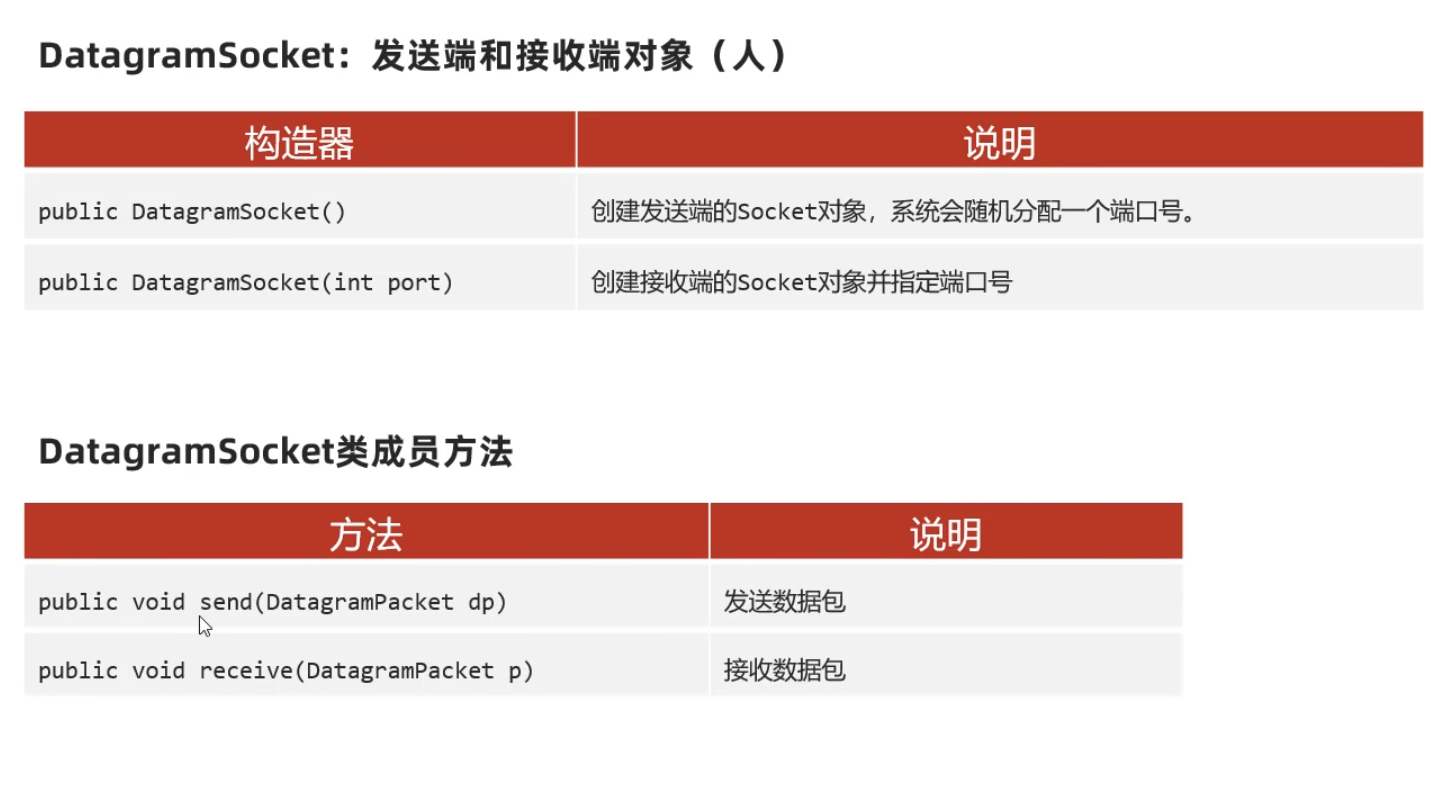 DatagramSocket：发送端和接收端对象（人）
构造器 说明
public DatagramSocket() 创建发送端的Socket对象，系统会随机分配一个端口号。
public DatagramSocket(int port) 创建接收端的Socket对象并指定端口号
DatagramSocket类成员方法
方法 说明
public void send(DatagramPacket dp) 发送数据包
public void receive(DatagramPacket p) 接收数据包